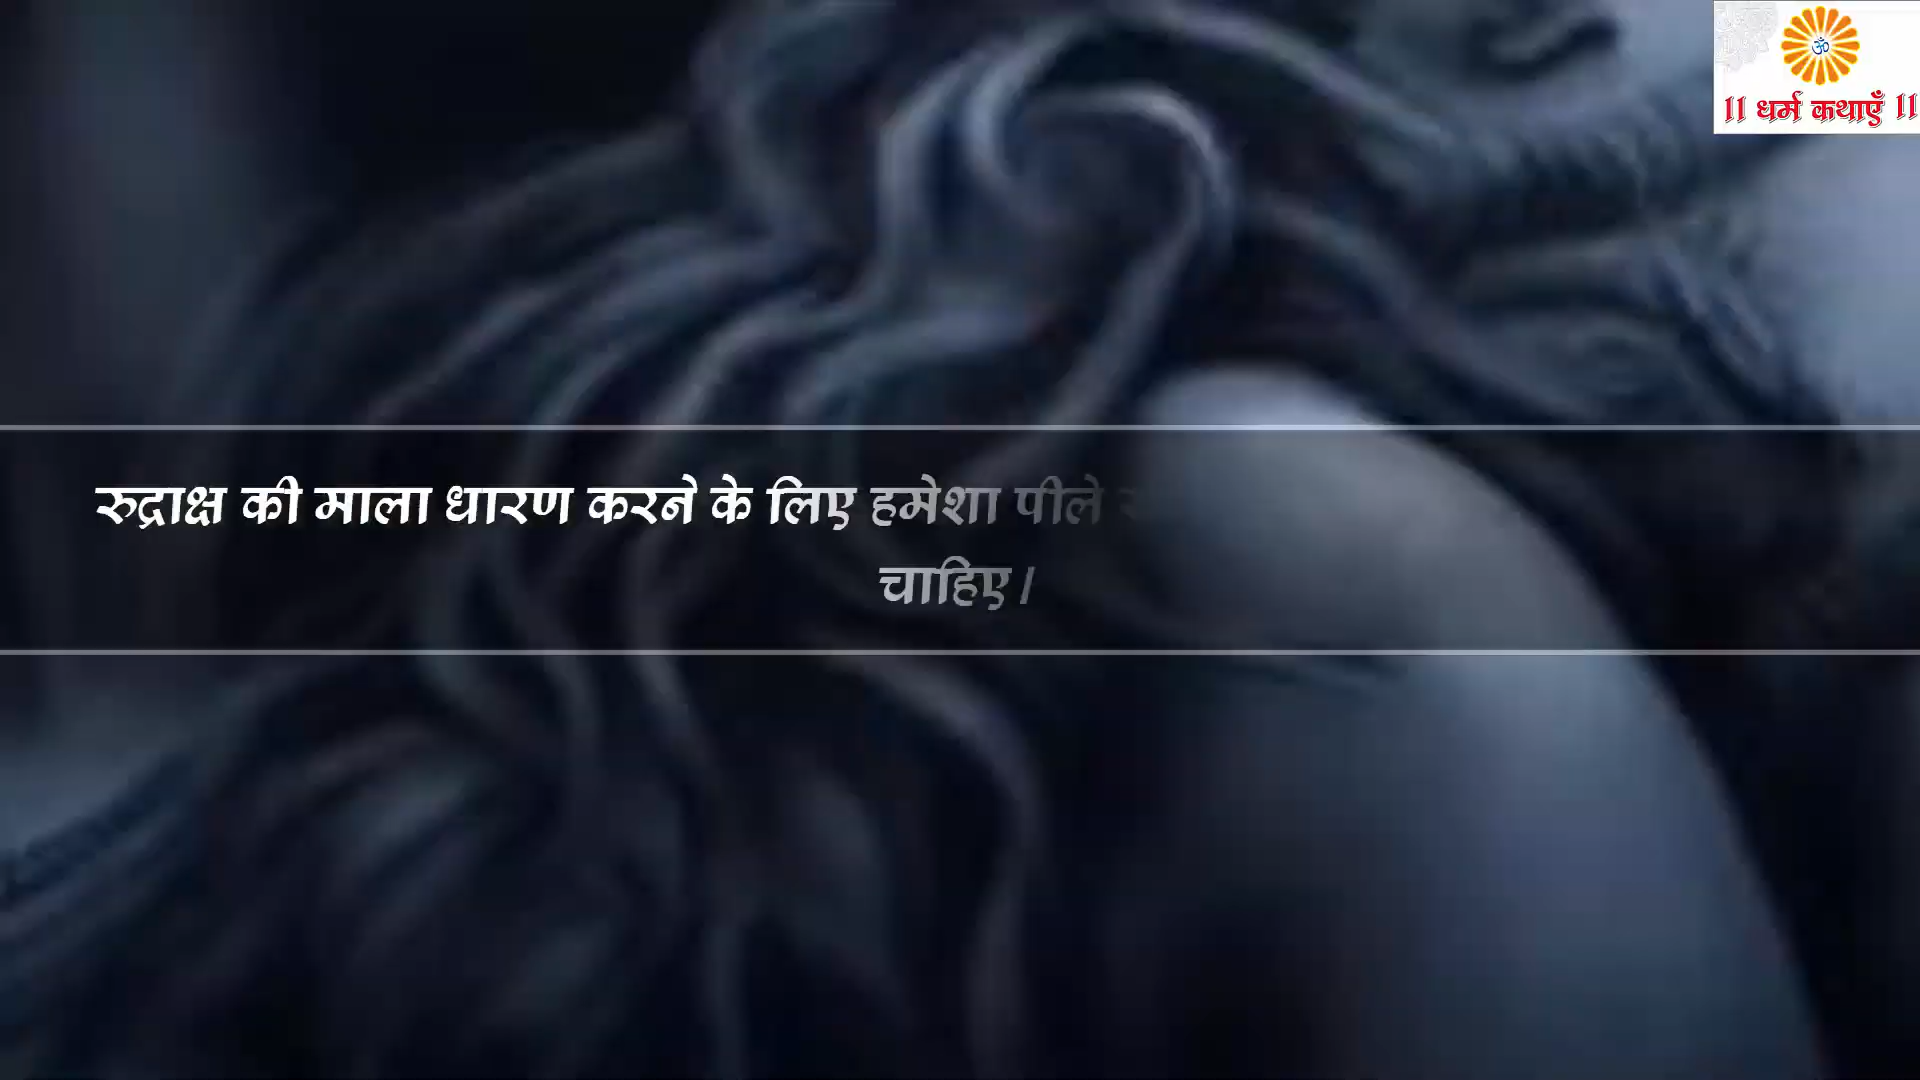 ॐ
॥ धर्म कथाएँ ॥
रुद्राक्ष की माला धारण करने के लिए हमेशा पीले
चाहिए।